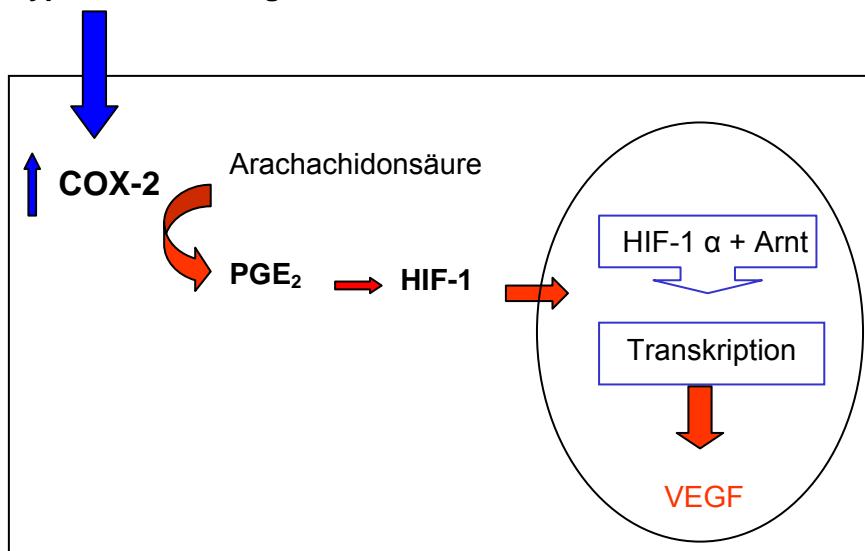 COX-2
Arachachidonsäure
PGE₂
HIF-1
HIF-1 α + Arnt
Transkription
VEGF